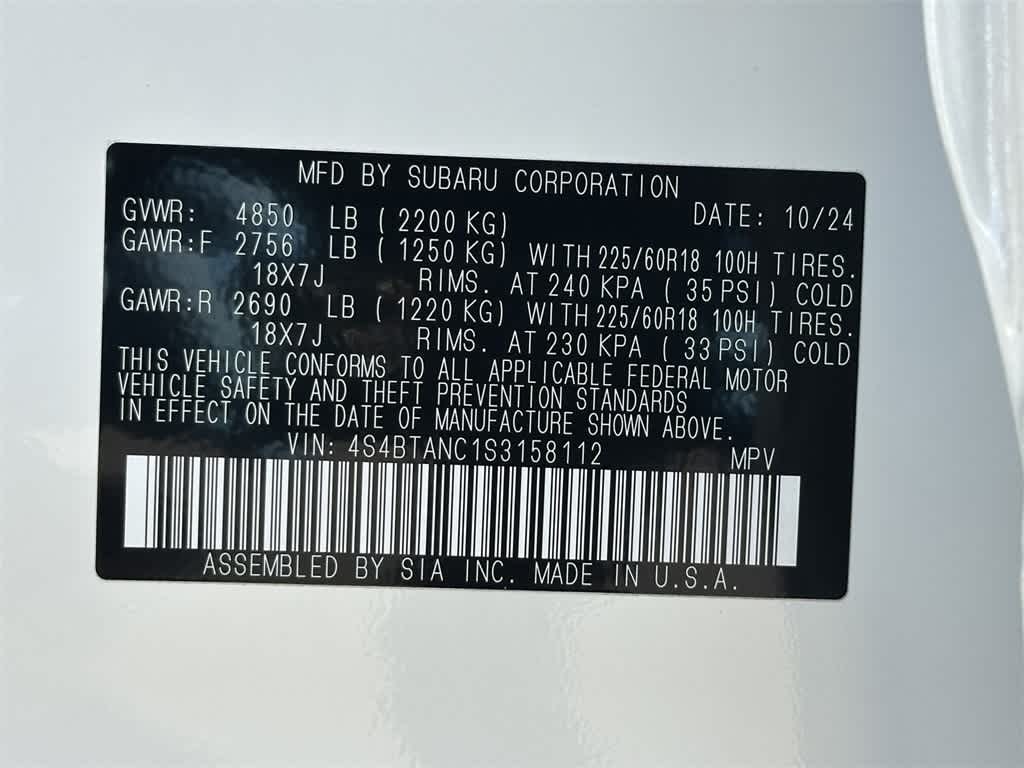 MFD BY SUBARU CORPORATION
GVWR: 4850 LB ( 2200 KG) DATE: 10/24
GAWR:F 2756 LB ( 1250 KG) WITH 225/60R18 100H TIRES.
18X7J RIMS. AT 240 KPA ( 35 PSI) COLD
GAWR:R 2690 LB ( 1220 KG) WITH 225/60R18 100H TIRES.
18X7J RIMS. AT 230 KPA ( 33 PSI) COLD
THIS VEHICLE CONFORMS TO ALL APPLICABLE FEDERAL MOTOR
VEHICLE SAFETY AND THEFT PREVENTION STANDARDS
IN EFFECT ON THE DATE OF MANUFACTURE SHOWN ABOVE.
VIN: 4S4BTANC1S3158112 MPV
ASSEMBLED BY SIA INC. MADE IN U.S.A.